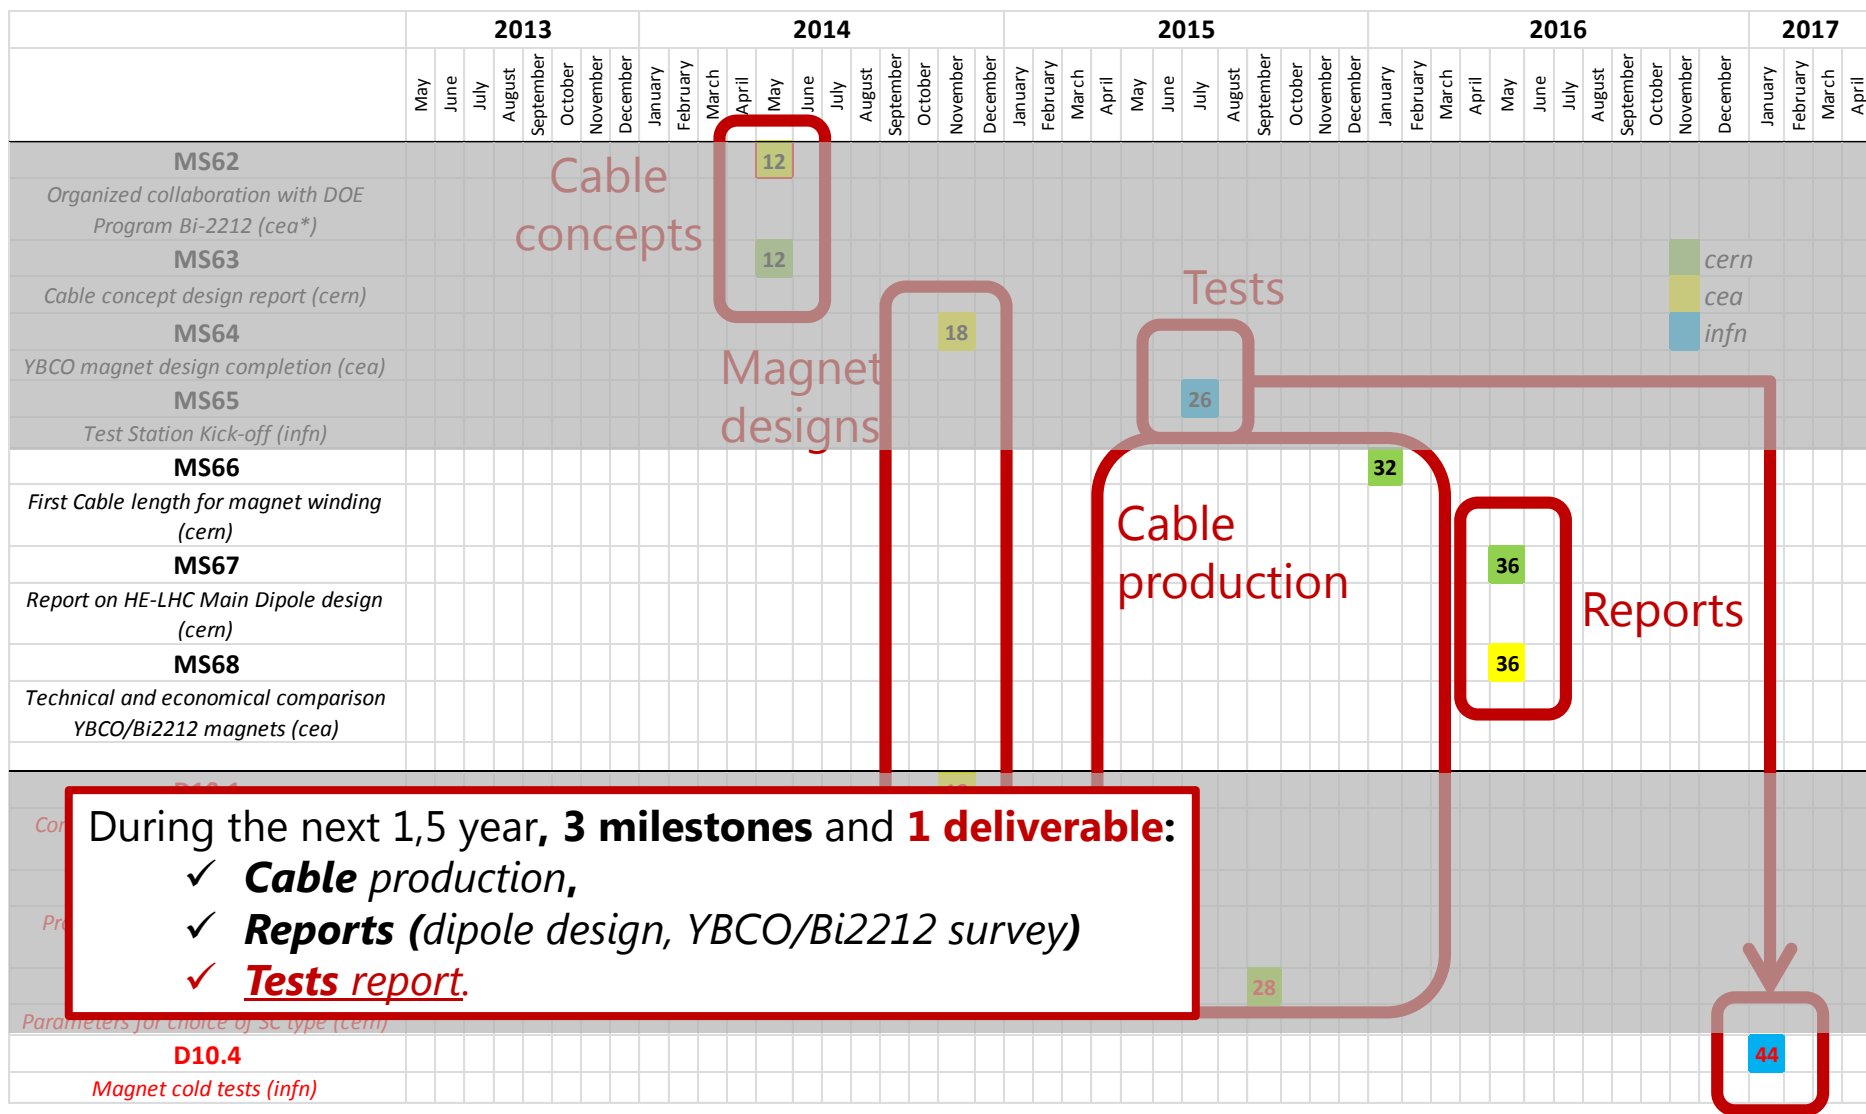 2013 2014 2015 2016 2017
May June July August September October November December January February March April May June July August September October November December January February March April May June July August September October November December January February March April May June July August September October November December January February March April
MS62 12
Organized collaboration with DOE
Program Bi-2212 (cea*)
Cable
concepts
MS63 12 cern
Cable concept design report (cern) cea
Tests
MS64 18 infn
YBCO magnet design completion (cea)
Magnet
designs
MS65 26
Test Station Kick-off (infn)
MS66 32
First Cable length for magnet winding
(cern)
Cable
production
MS67 36
Report on HE-LHC Main Dipole design
(cern)
Reports
MS68 36
Technical and economical comparison
YBCO/Bi2212 magnets (cea)
During the next 1,5 year, 3 milestones and 1 deliverable:
✓ Cable production,
✓ Reports (dipole design, YBCO/Bi2212 survey)
✓ Tests report.
28
Parameters for choice of SC type (cern)
D10.4 44
Magnet cold tests (infn)